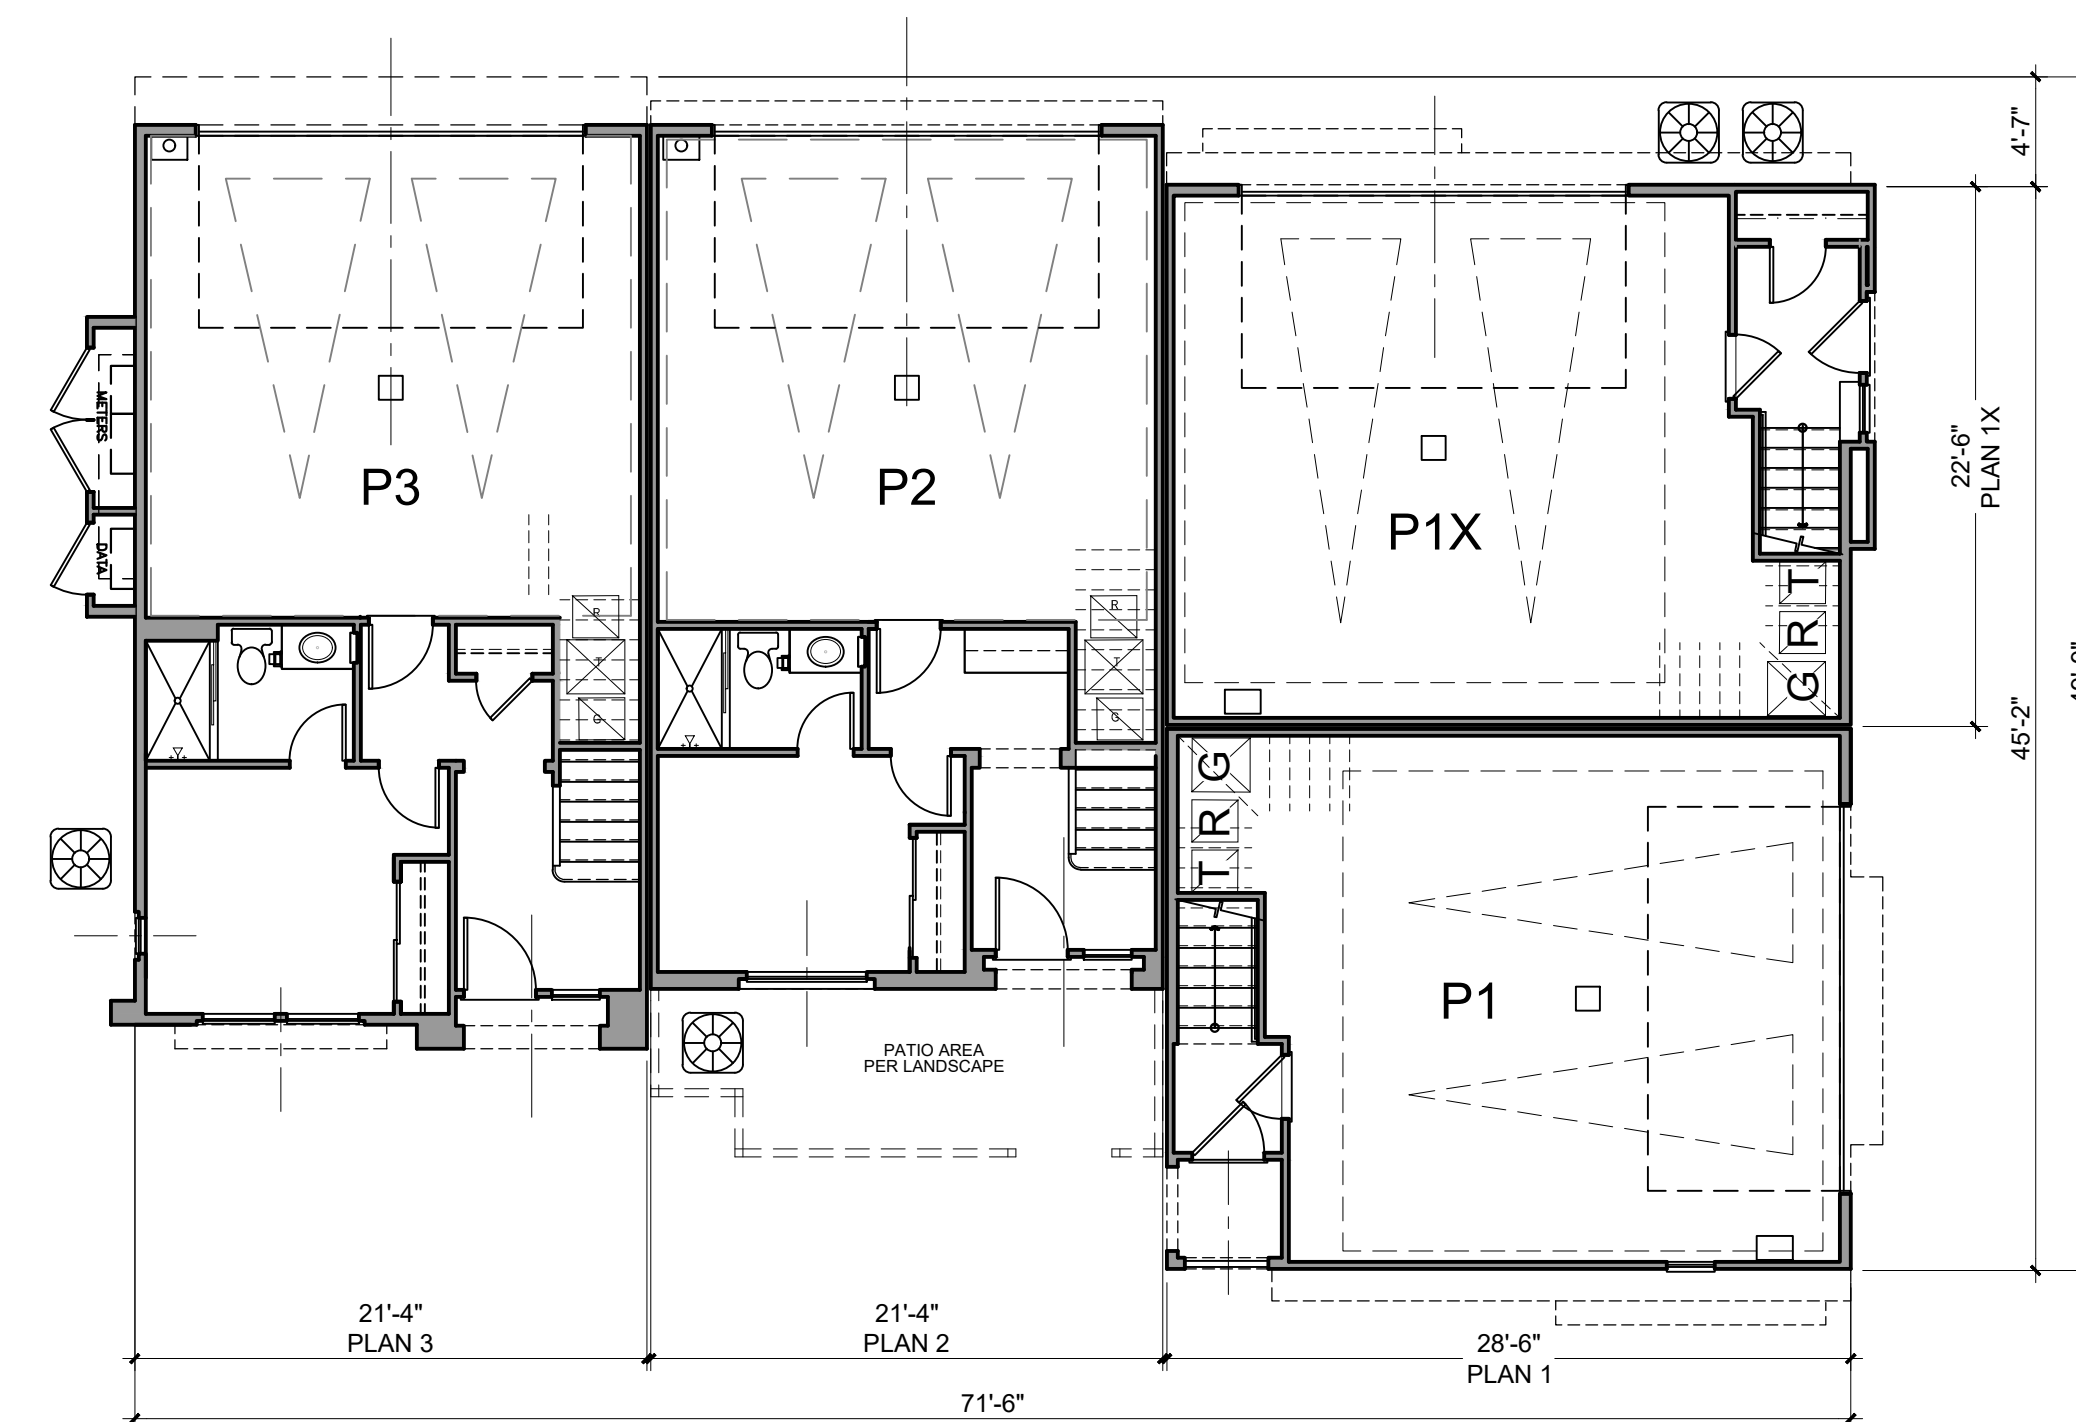 4'-7"
METERS
DATA
P3
P2
P1X
22'-6"
PLAN 1X
R
T
G
R
T
G
T
R
G
G
R
T
45'-2"
P1
PATIO AREA
PER LANDSCAPE
21'-4"
PLAN 3
21'-4"
PLAN 2
28'-6"
PLAN 1
71'-6"